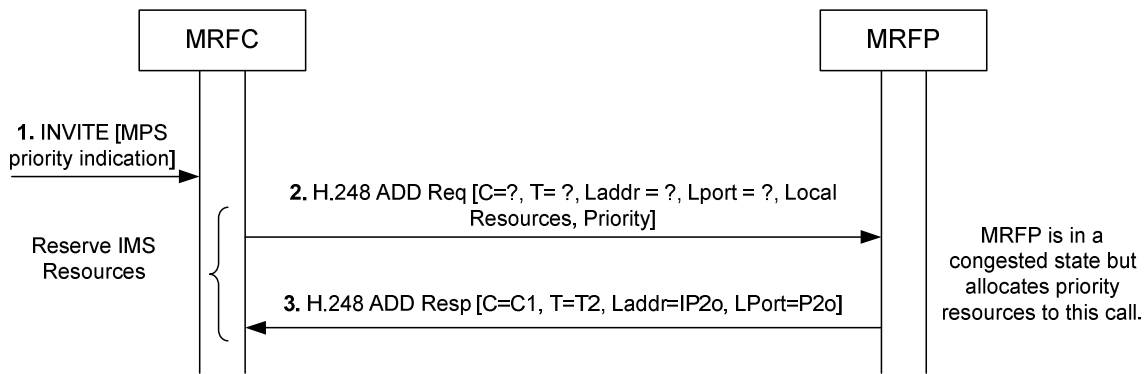 MRFC
MRFP
1. INVITE [MPS
priority indication]
2. H.248 ADD Req [C=?, T= ?, Laddr = ?, Lport = ?, Local
Resources, Priority]
Reserve IMS
Resources
MRFP is in a
congested state but
allocates priority
resources to this call.
3. H.248 ADD Resp [C=C1, T=T2, Laddr=IP2o, LPort=P2o]